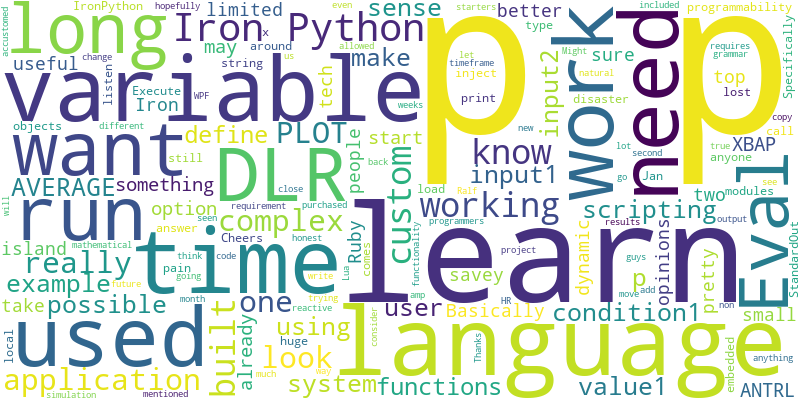 IronPython
hopefully
long
Iron Python
limited
sense
may
around
x
useful
make
string
accustomed
change
us
listen
Execute
Iron
WPF
variable
better
starters
even
type
allowed
let
timeframe
inject
print
requires
grammar
p p
work
need
included
programmability
sure
top
lost
Might
natural
copy
Specifically
disaster
want
objects
different
define
PLOT
tech
people
start
input2
know
input1
new
call
lot
true
second
XBAP
anyone
still
DLR
AVERAGE
something
back
weeks
custom
load
go
Jan
modules
two
will
run
option
seen
requirement
purchased
complex
Ruby
working
scripting
Eval
see
island
mathematical
Cheers
answer
close
time
learn
programmers
dynamic
opinions
output
StandardOut
really
think
code
pain
going
honest
comes
functionality
Lua
Ralf
results
project
p
guys
pretty
example
possible
month
future
write
trying
savey
user
HR
move
add
non
take
one
amp
Basically
condition1
small
local
used
built
already
using
huge
reactive
look
consider
language
Thanks
embedded
anything
application
much
way
system
functions
value1
ANTRL
simulation
mentioned